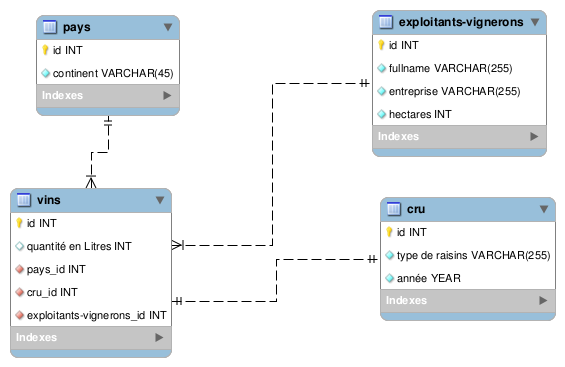 pays
id INT
continent VARCHAR(45)
Indexes
exploitants-vignerons
id INT
fullname VARCHAR(255)
entreprise VARCHAR(255)
hectares INT
Indexes
vins
id INT
quantité en Litres INT
pays_id INT
cru_id INT
exploitants-vignerons_id INT
Indexes
cru
id INT
type de raisins VARCHAR(255)
année YEAR
Indexes